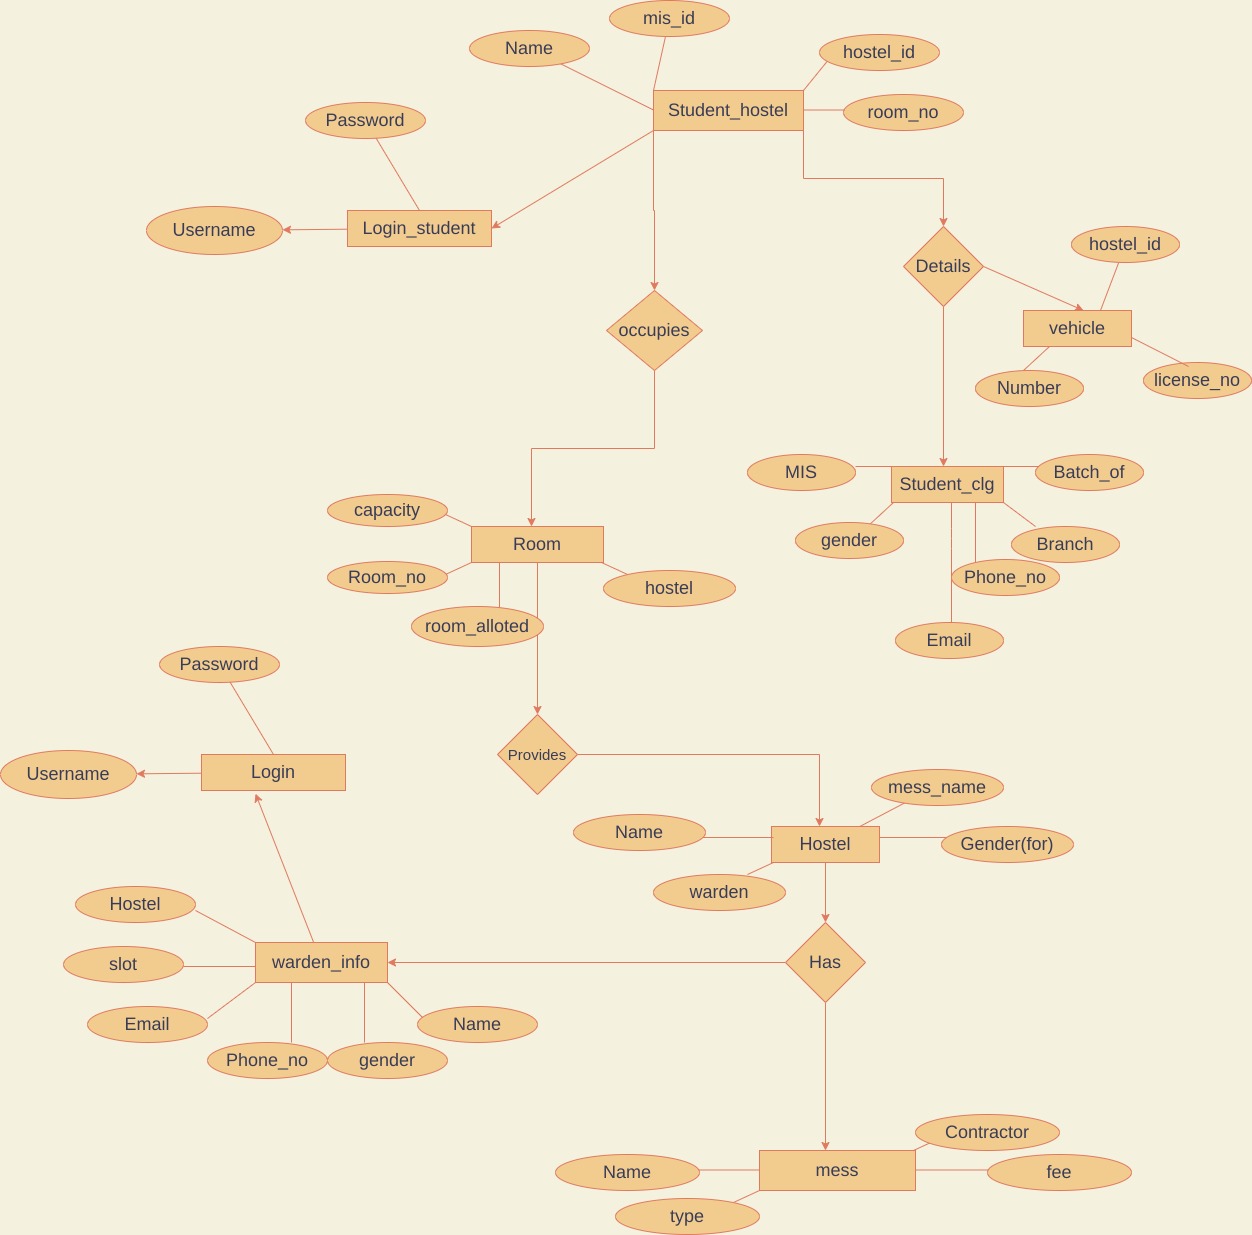 mis_id
Name
hostel_id
Student_hostel
room_no
Password
Login_student
Username
Details
hostel_id
vehicle
occupies
Number
license_no
MIS
Batch_of
Student_clg
gender
Branch
Phone_no
Email
capacity
Room
Room_no
hostel
room_alloted
Password
Login
Username
Provides
mess_name
Name
Hostel
Gender(for)
warden
Hostel
slot
warden_info
Has
Email
Name
Phone_no
gender
Contractor
Name
mess
fee
type